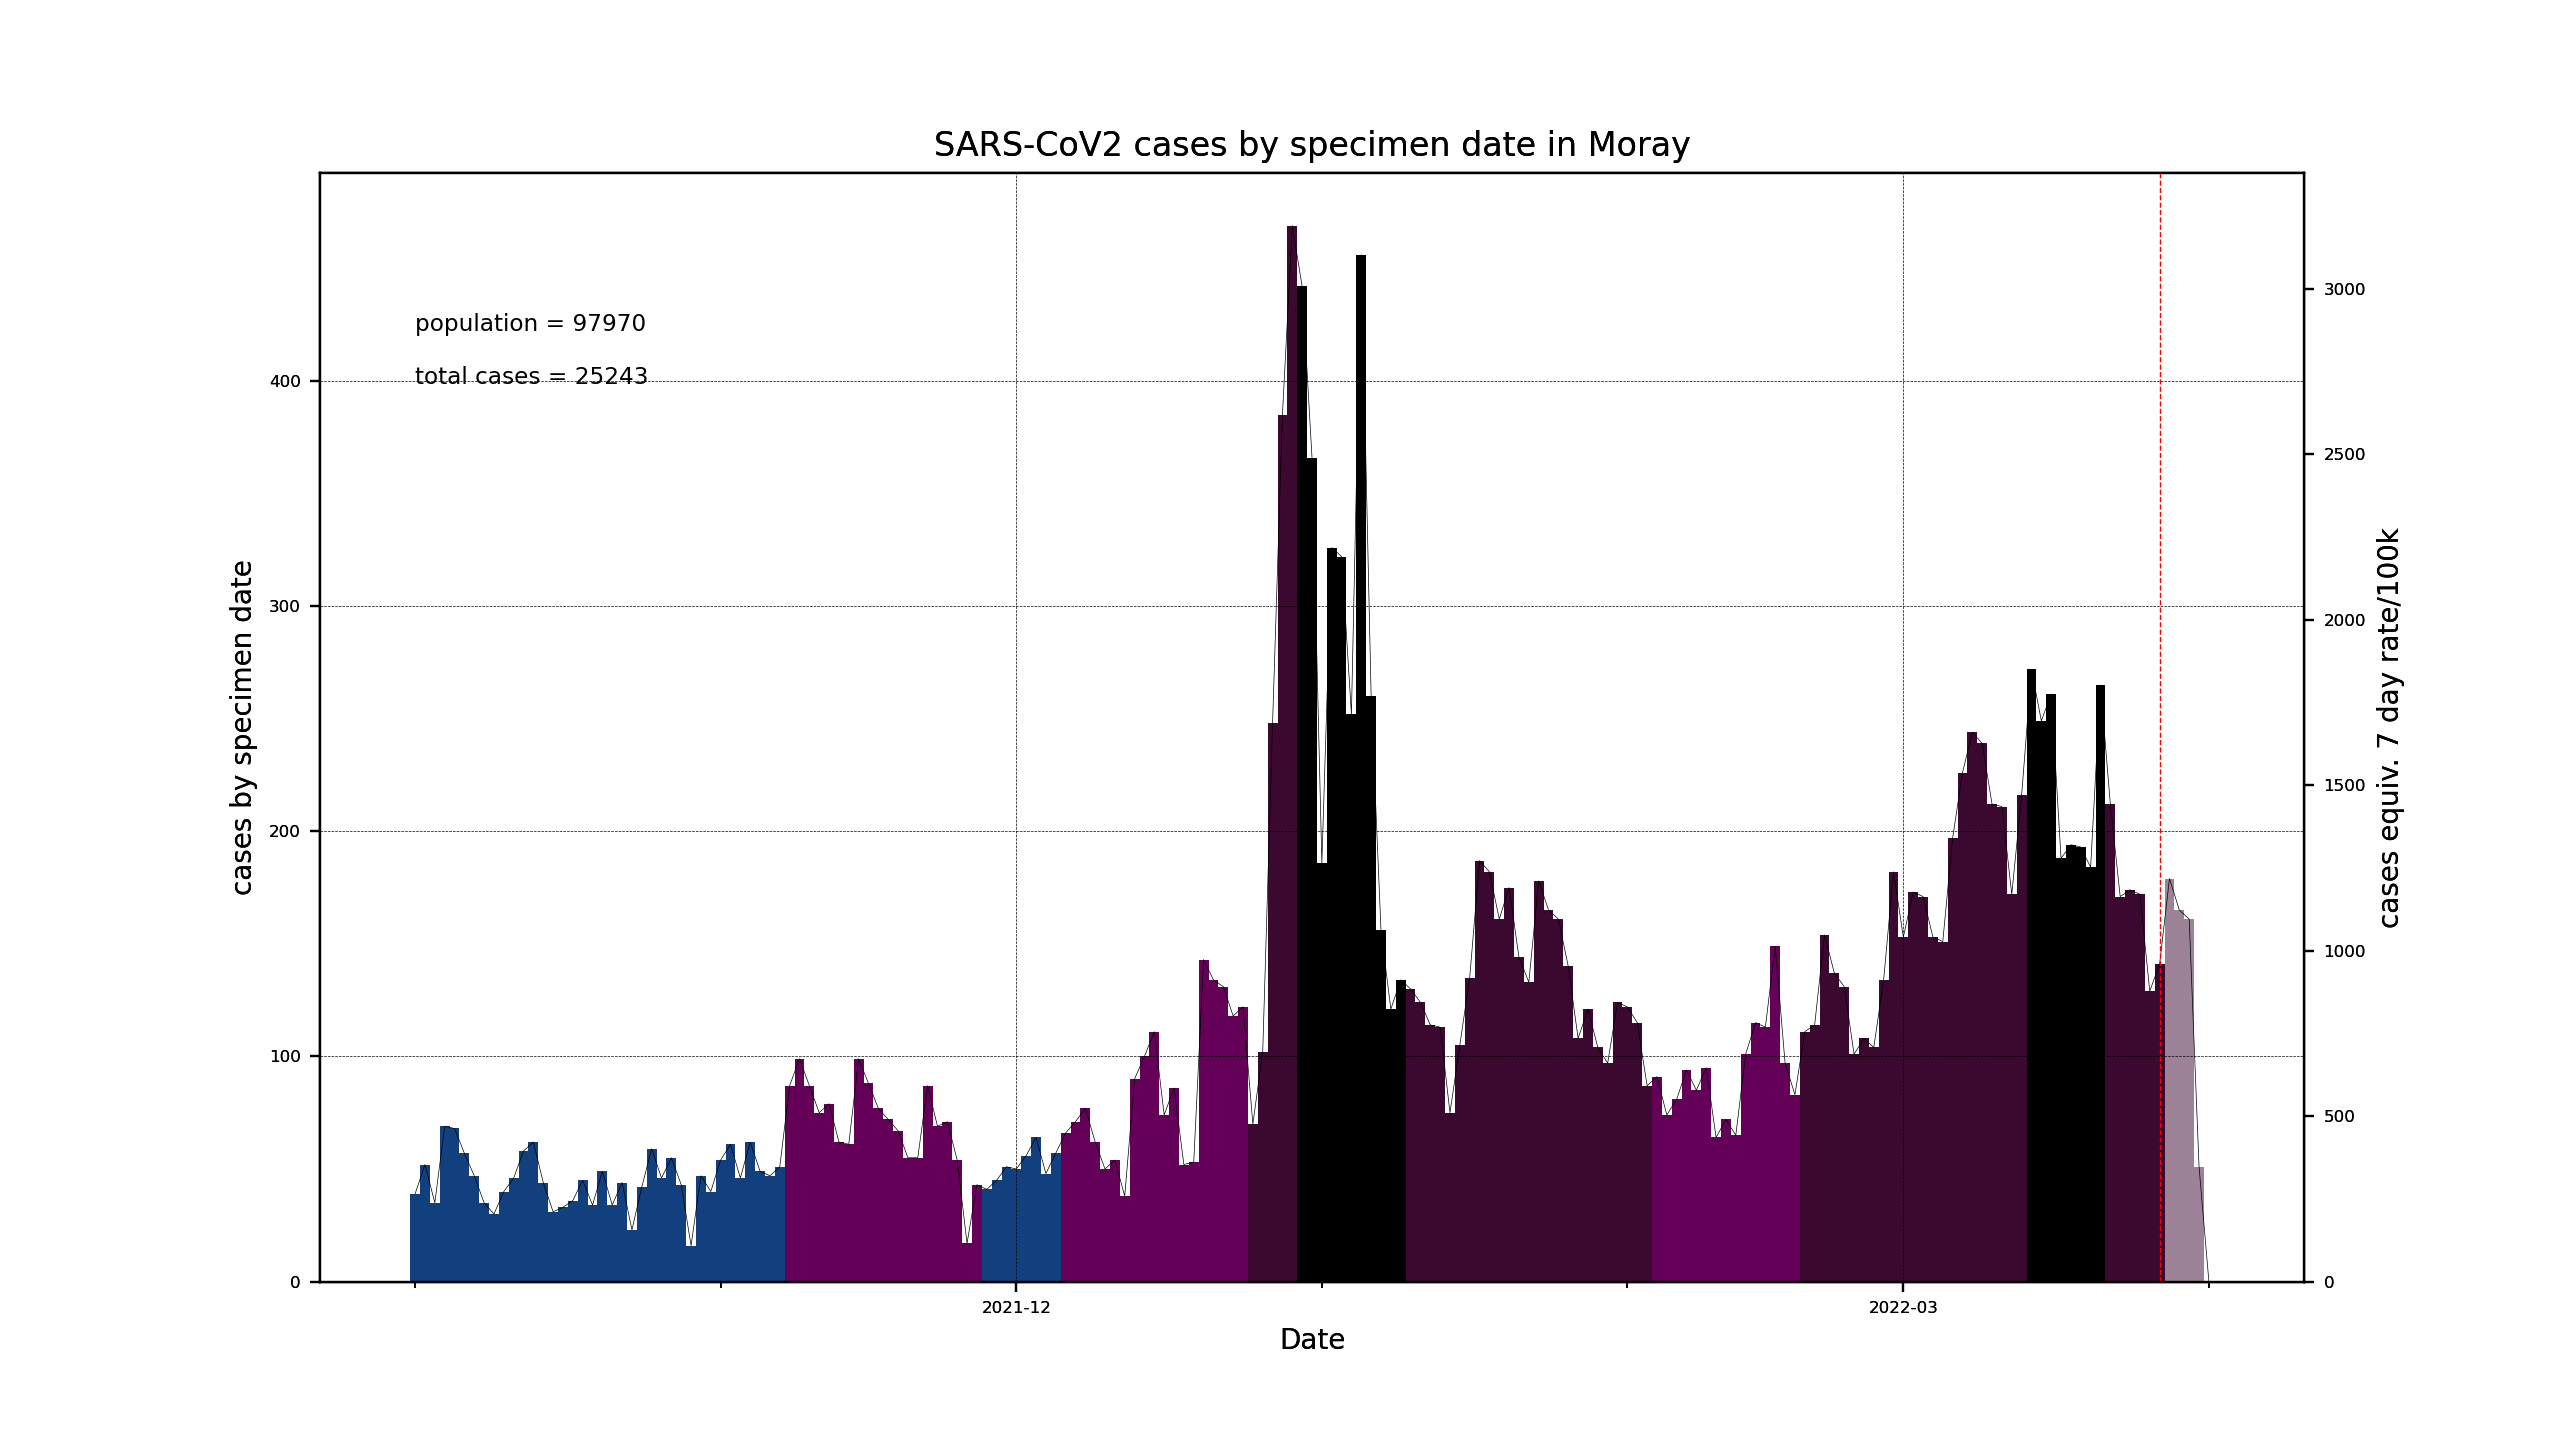 SARS-CoV2 cases by specimen date in Moray
population = 97970
total cases = 25243
cases by specimen date
400
300
200
100
0
3000
2500
2000
1500
1000
500
0
cases equiv. 7 day rate/100k
2021-12
2022-03
Date